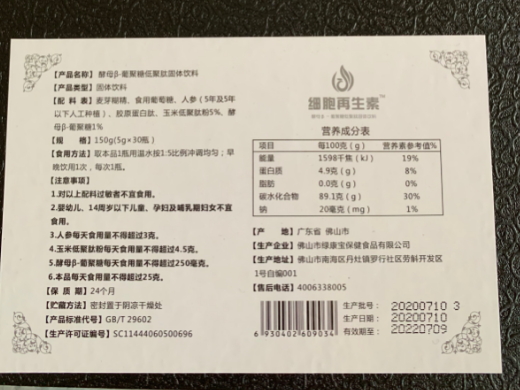 【产品名称】酵母β-葡聚糖低聚肽固体饮料
【产品类型】固体饮料
【配 料 表】麦芽糊精、食用葡萄糖、人参（5年及5年
以下人工种植）、胶原蛋白肽、玉米低聚肽粉5%、酵
母β-葡聚糖1%
【规 格】150g(5g×30瓶)
【食用方法】取本品1瓶用温水按1:5比例冲调均匀；早
晚饮用1次，每次1瓶。
【注意事项】
1.对以上配料过敏者不宜食用。
2.婴幼儿、14周岁以下儿童、孕妇及哺乳期妇女不宜
食用。
3.人参每天食用量不得超过3克。
4.玉米低聚肽粉每天食用量不得超过4.5克。
5.酵母β-葡聚糖每天食用量不得超过250毫克。
6.本品每天食用量不得超过25克。
【保 质 期】24个月
【贮藏方法】密封置于阴凉干燥处
【产品标准代号】GB/T 29602
【生产许可证编号】SC11444060500696
细胞再生素™
营养成分表
项目 每100克(g) 营养素参考值%
能量 1598千焦(kJ) 19%
蛋白质 4.9克(g) 8%
脂肪 0.0克(g) 0%
碳水化合物 89.1克(g) 30%
钠 20毫克(mg) 1%
【产 地】广东省 佛山市
【生产企业】佛山市绿康宝保健食品有限公司
【生产地址】佛山市南海区丹灶镇罗行社区劳斛开发区
1号自编001
【售后电话】4006338005
生产批号：20200710 3
生产日期：20200710
有效期至：20220709
6 930402 609034